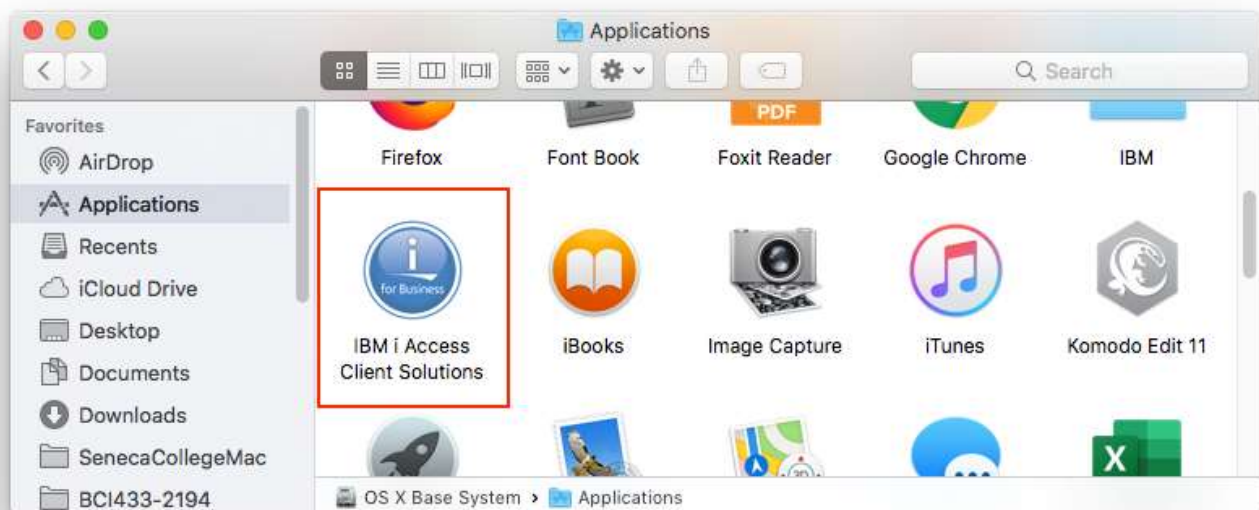 Applications
Search
Favorites
AirDrop
Applications
Recents
iCloud Drive
Desktop
Documents
Downloads
SenecaCollegeMac
BCI433-2194
PDF
Firefox
Font Book
Foxit Reader
Google Chrome
IBM
i
for Business
IBM i Access
Client Solutions
iBooks
Image Capture
iTunes
Komodo Edit 11
3D
X
OS X Base System › Applications